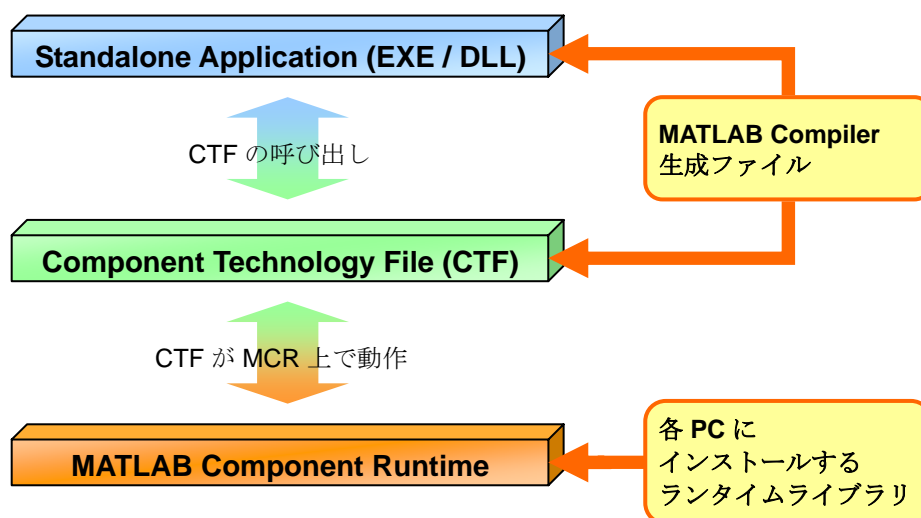 Standalone Application (EXE / DLL)
CTF の呼び出し
MATLAB Compiler
生成ファイル
Component Technology File (CTF)
CTF が MCR 上で動作
MATLAB Component Runtime
各 PC に
インストールする
ランタイムライブラリ